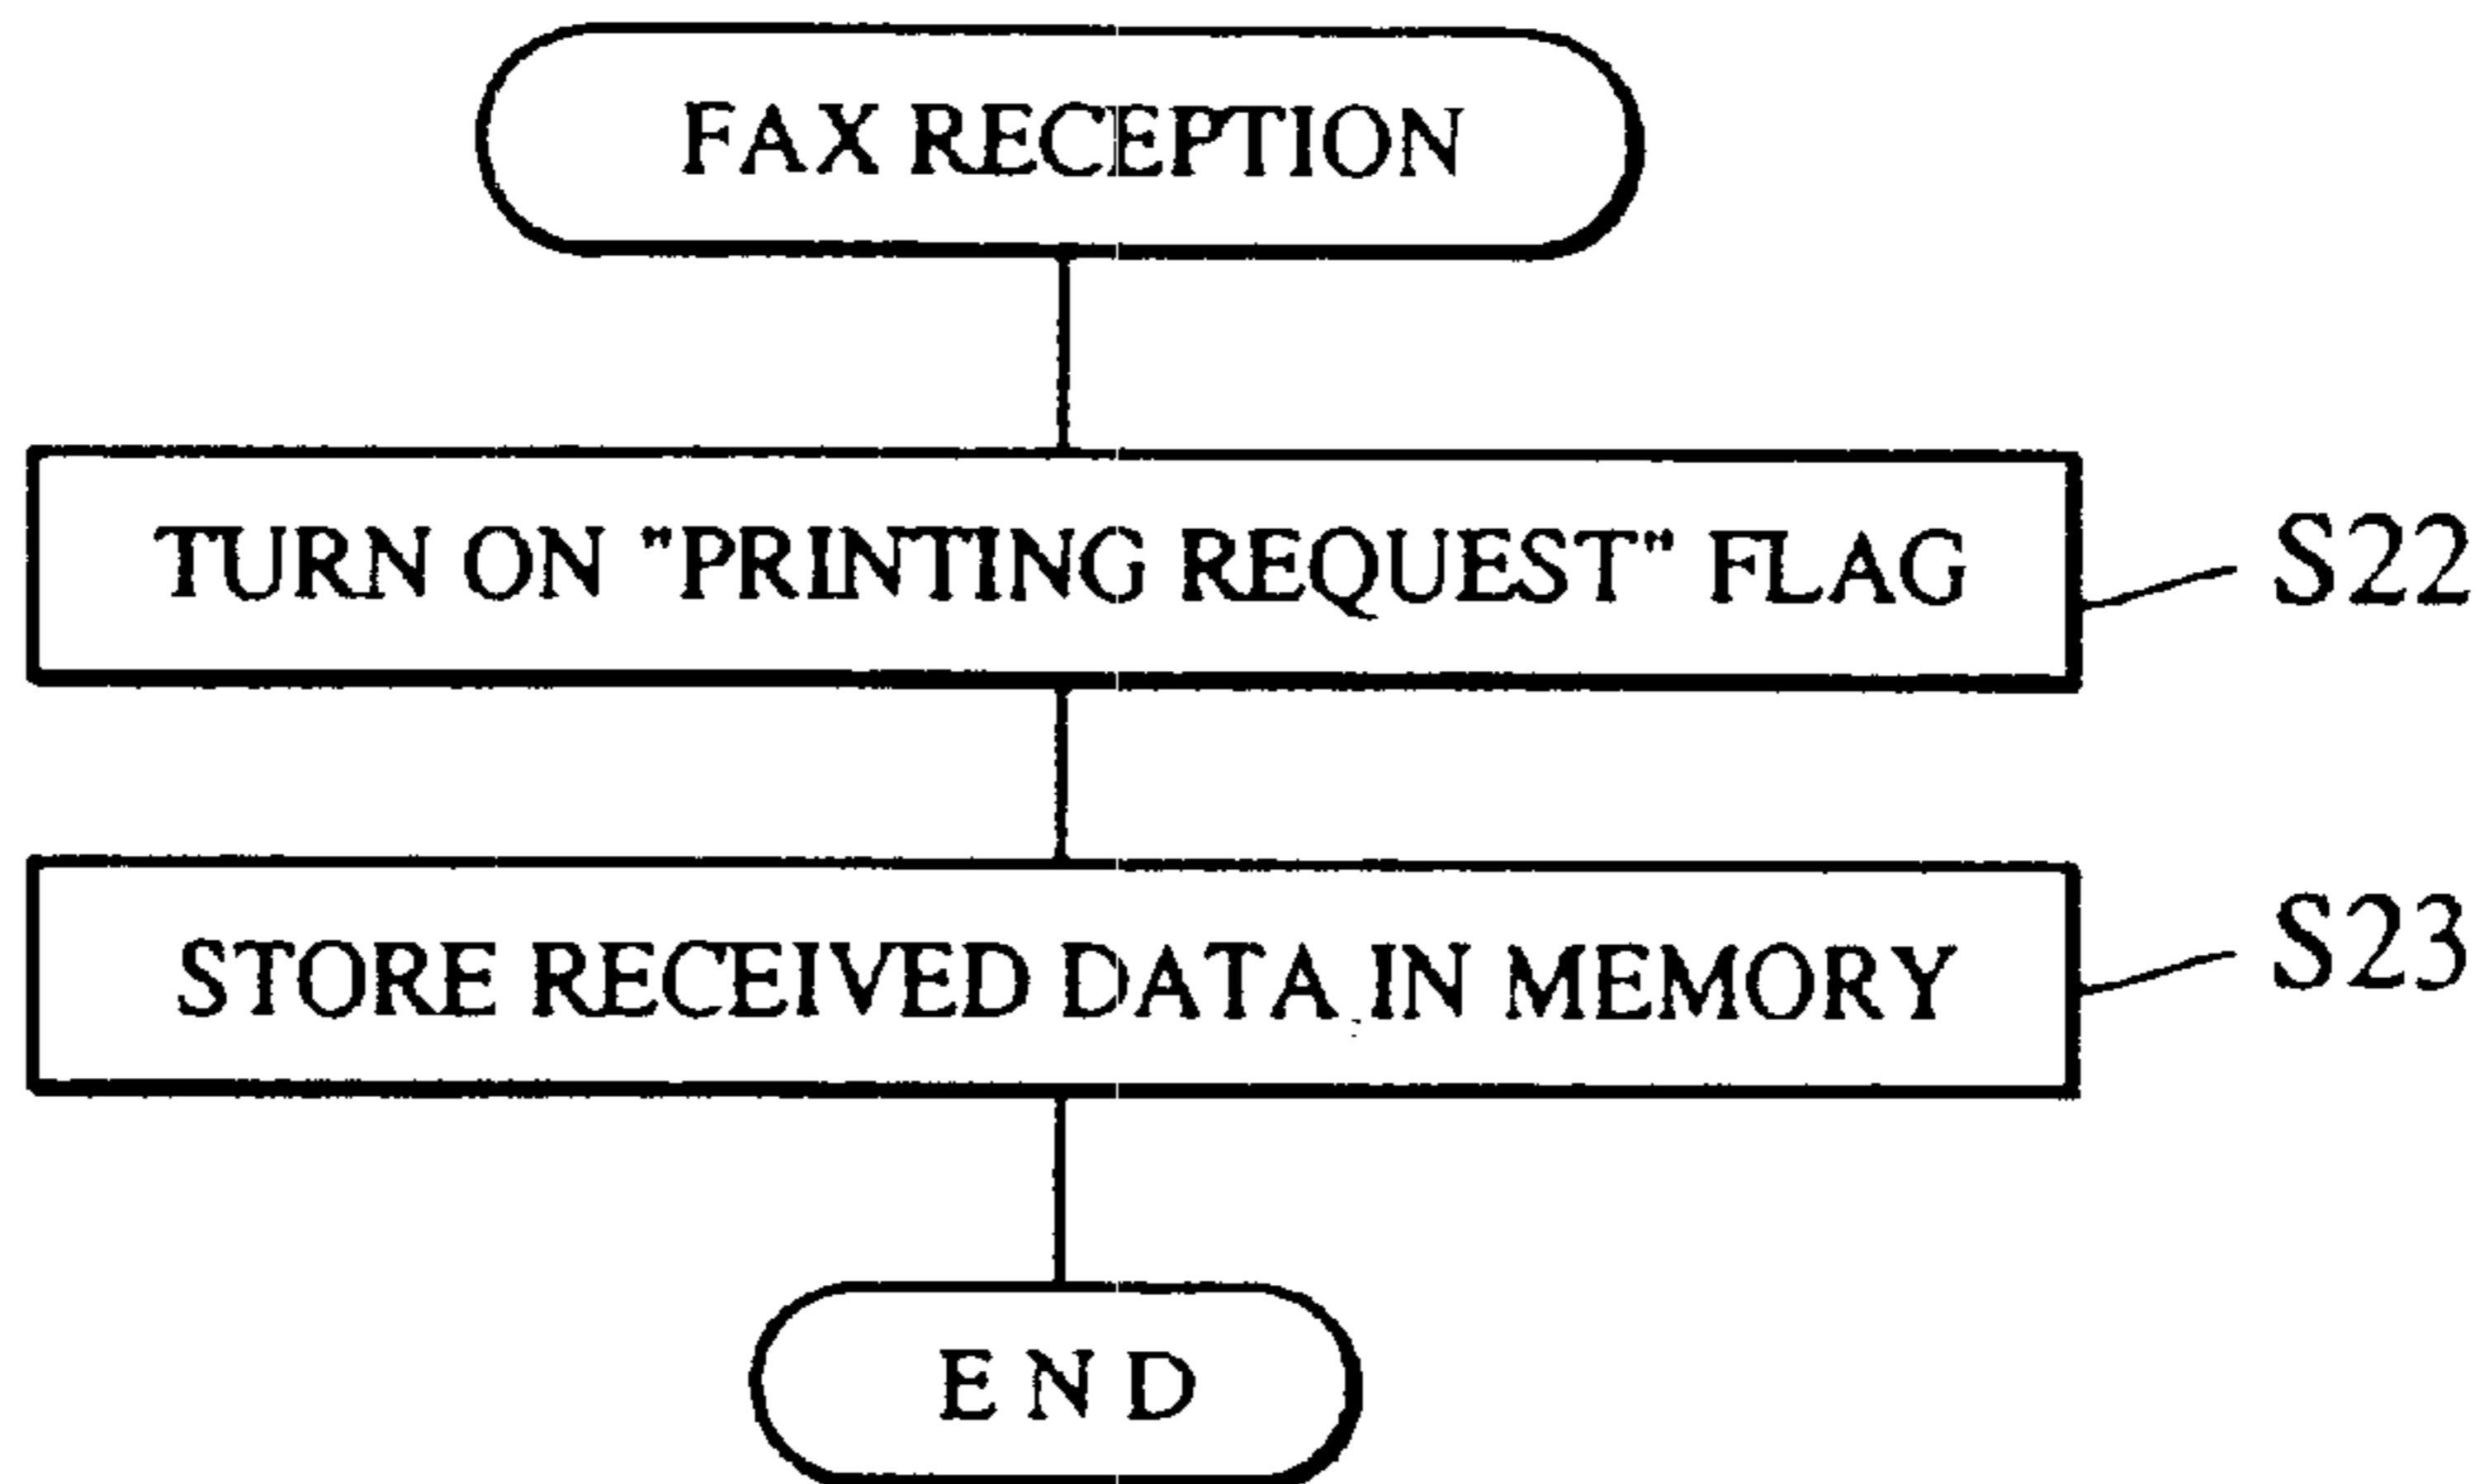 FAX RECEPTION
TURN ON "PRINTING REQUEST" FLAG
S22
STORE RECEIVED DATA IN MEMORY
S23
END